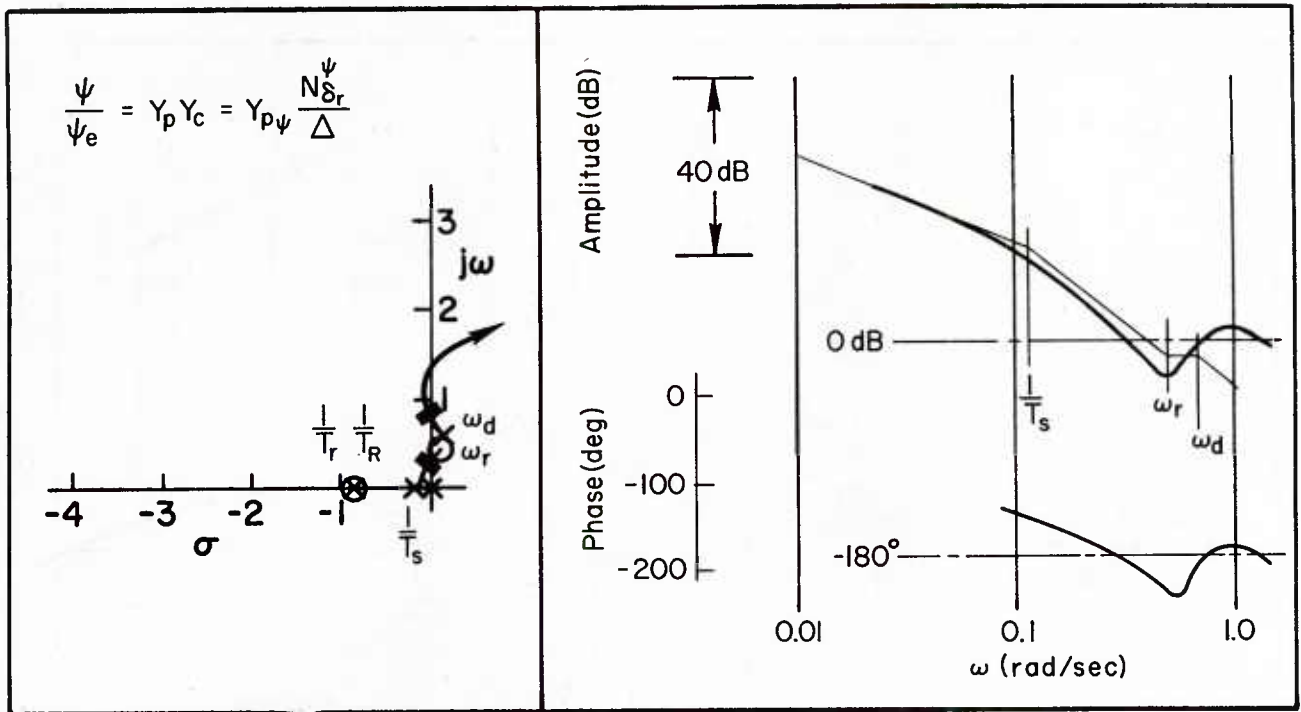 ψ/ψe = YpYc = Ypψ N^ψ_δr/Δ
3
jω
2
1
ωd
ωr
1/Tr 1/TR
-4 -3 -2 -1
σ
1/Ts
Amplitude(dB)
40 dB
0 dB
1/Ts
ωr
ωd
Phase(deg)
0
-100
-180°
-200
0.01 0.1 1.0
ω (rad/sec)